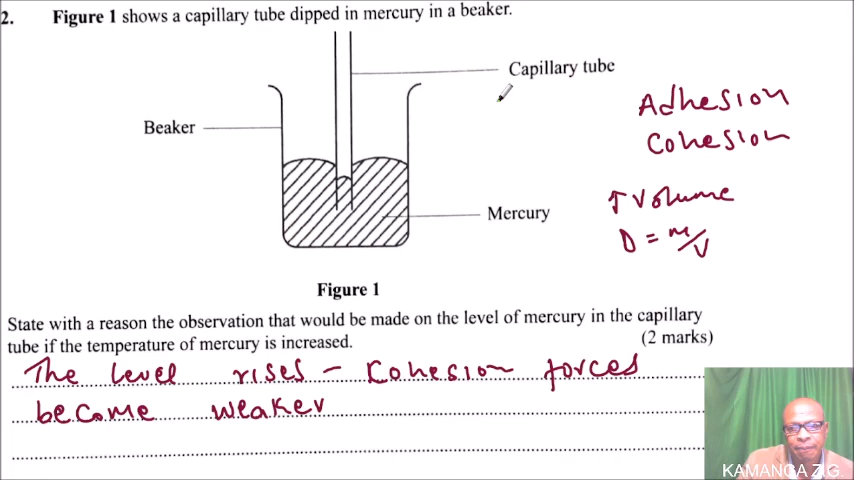 2. Figure 1 shows a capillary tube dipped in mercury in a beaker.
Capillary tube
Adhesion
Beaker
Cohesion
↑ Volume
Mercury
D = m/V
Figure 1
State with a reason the observation that would be made on the level of mercury in the capillary
tube if the temperature of mercury is increased. (2 marks)
The level rises - Cohesion forces
become weaker
KAMANGA Z.G.